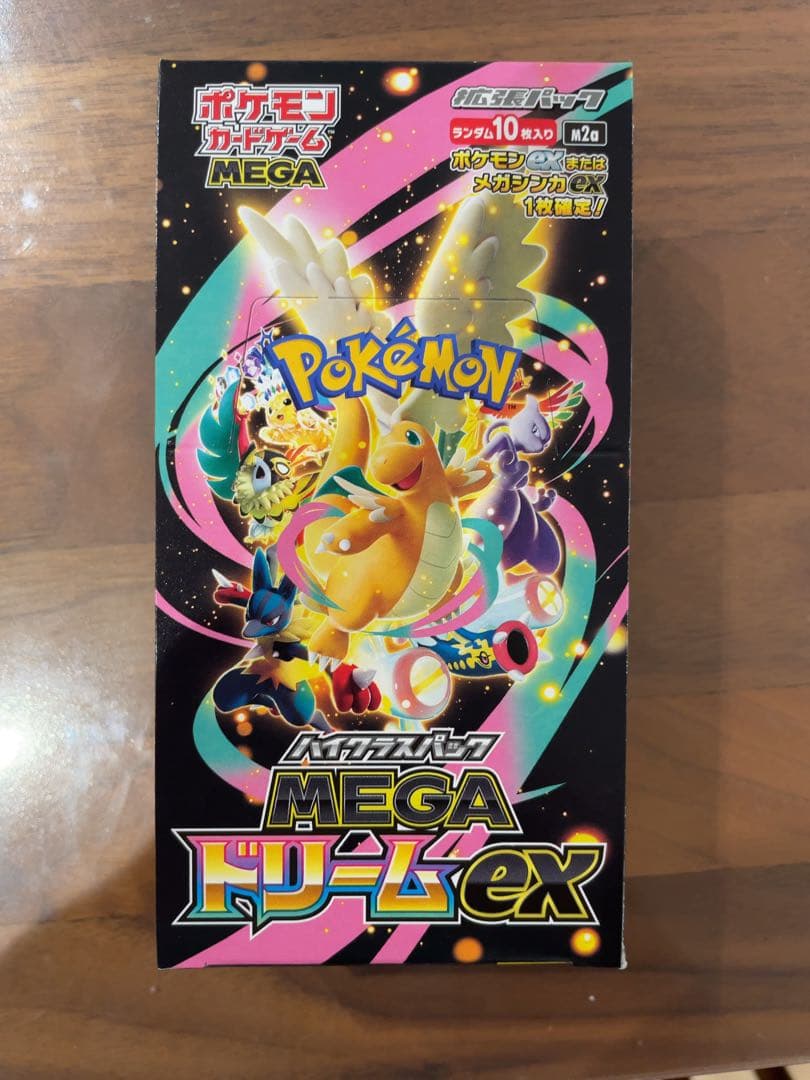 ポケモン
カードゲーム
MEGA
拡張パック
ランダム10枚入り M2a
ポケモンexまたは
メガシンカex
1枚確定!
POKéMON
TM
ハイクラスパック
MEGA
ドリームex